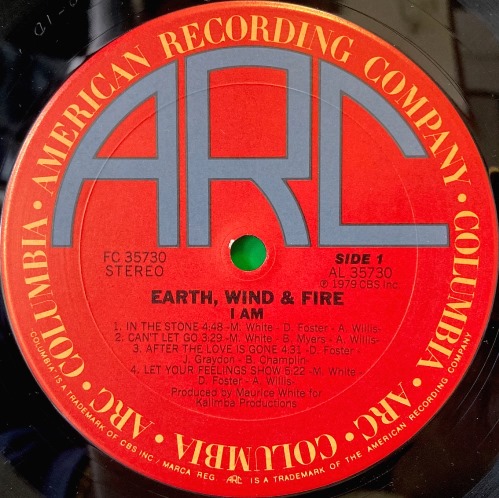 AMERICAN RECORDING COMPANY · COLUMBIA · ARC · COLUMBIA · ARC · COLUMBIA ·
ARC
FC 35730
STEREO
SIDE 1
AL 35730
℗ 1979 CBS Inc.
EARTH, WIND & FIRE
I AM
1. IN THE STONE 4:48 -M. White- D. Foster - A. Willis-
2. CAN'T LET GO 3:29 -M. White- B. Myers - A. Willis-
3. AFTER THE LOVE IS GONE 4:31 -D. Foster -
J. Graydon - B. Champlin-
4. LET YOUR FEELINGS SHOW 5:22 -M. White-
D. Foster - A. Willis-
Produced by Maurice White for
Kalimba Productions
"COLUMBIA" IS A TRADEMARK OF CBS INC./ MARCA REG. ARC IS A TRADEMARK OF THE AMERICAN RECORDING COMPANY